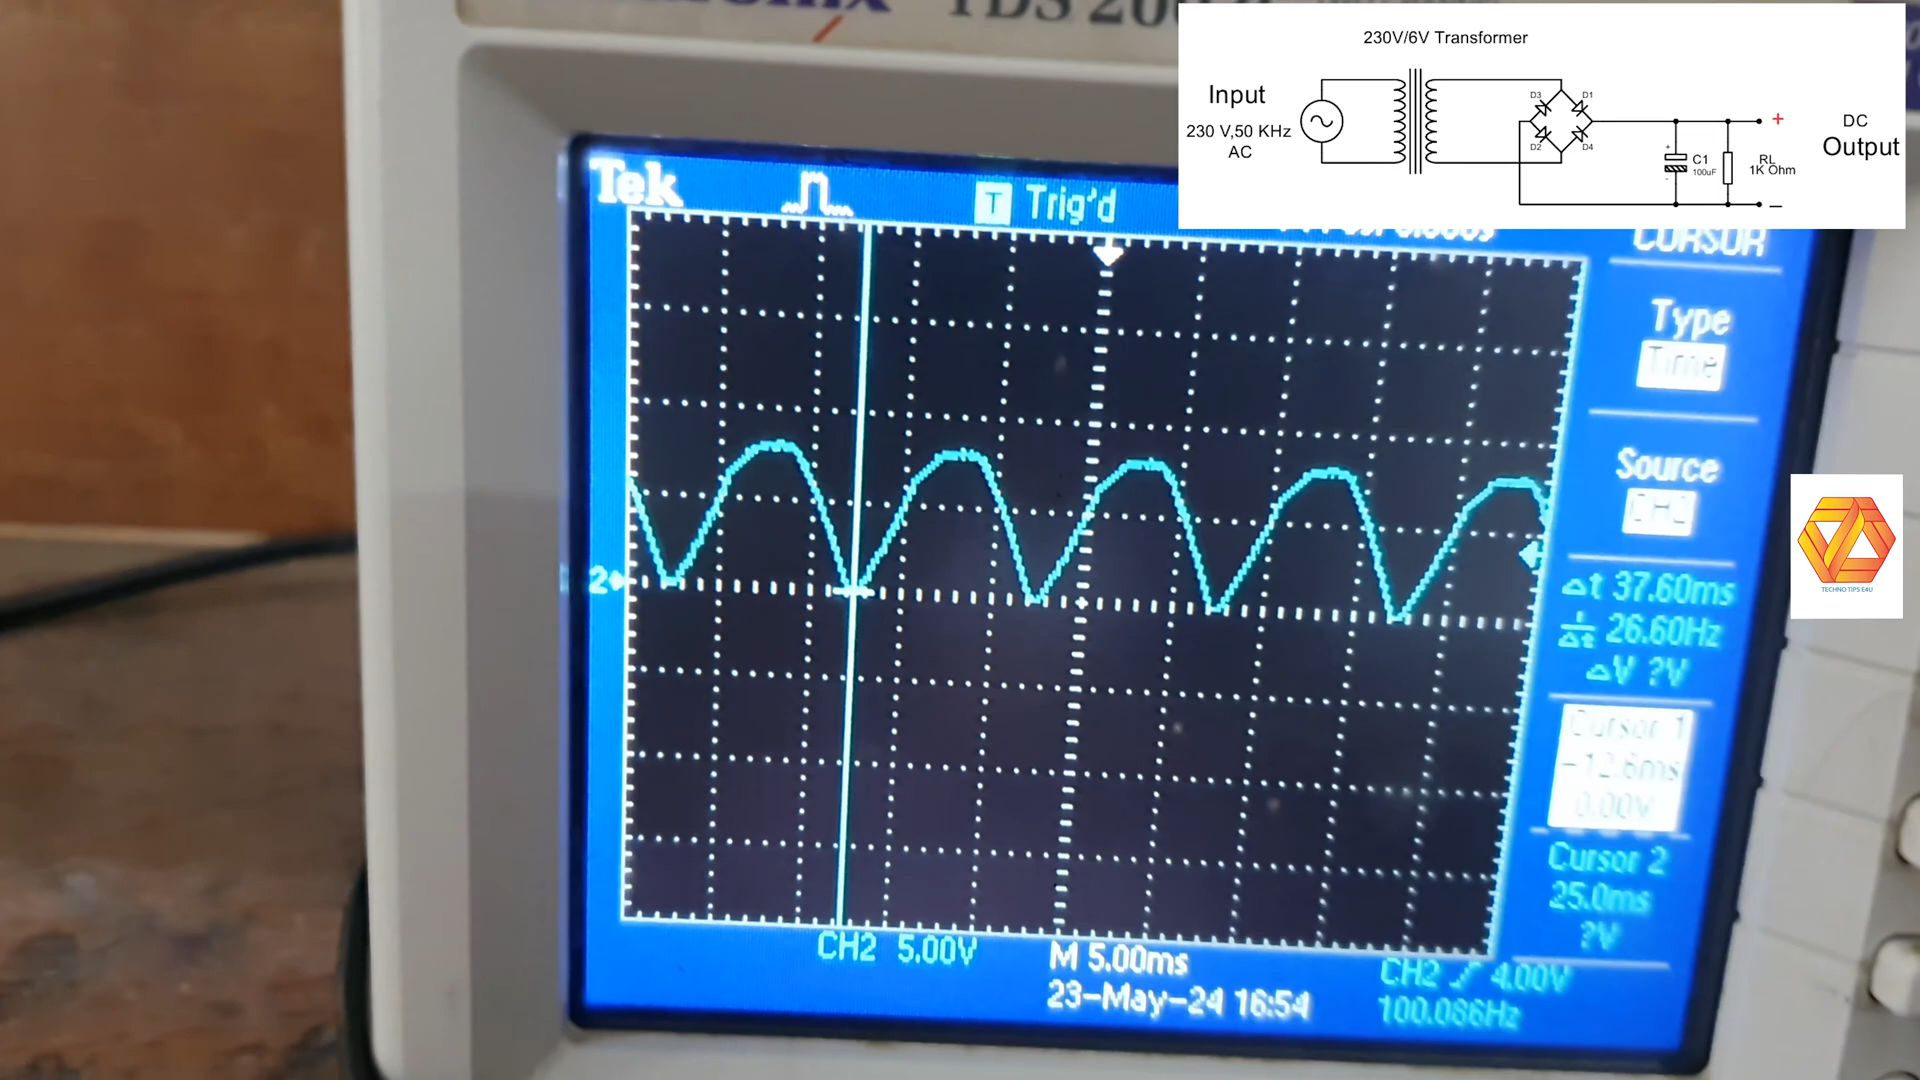 TDS 200
230V/6V Transformer
Input
230 V,50 KHz
AC
D3
D1
D2
D4
+
C1
100uF
-
RL
1K Ohm
+
−
DC
Output
Tek
T Trig'd
CURSOR
Type
Time
Source
CH2
2
Δt 37.60ms
1/Δt 26.60Hz
ΔV ?V
Cursor 1
-12.6ms
0.00V
Cursor 2
25.0ms
?V
CH2 5.00V
M 5.00ms
CH2 4.00V
23-May-24 16:54
100.086Hz
TECHNO TIPS E4U